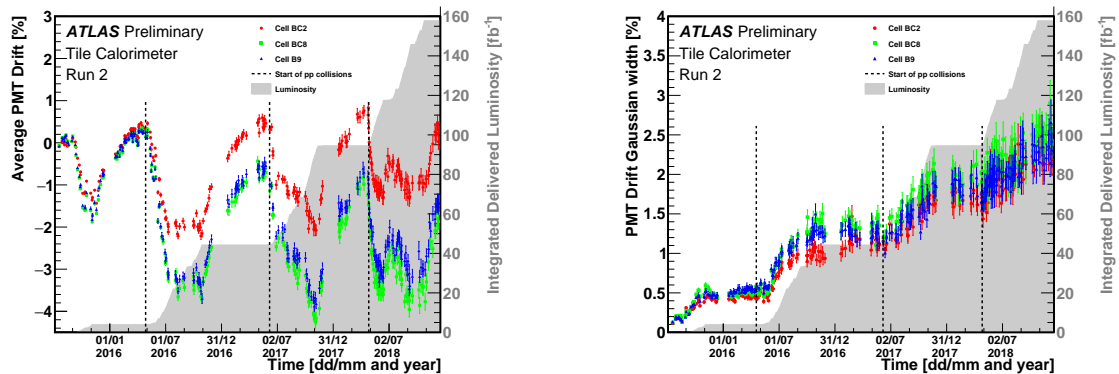 ATLAS Preliminary
Tile Calorimeter
Run 2
Cell BC2
Cell BC8
Cell B9
Start of pp collisions
Luminosity
Average PMT Drift [%]
3
2
1
0
−1
−2
−3
−4
Integrated Delivered Luminosity [fb-1]
160
140
120
100
80
60
40
20
0
01/01 2016
01/07 2016
31/12 2016
02/07 2017
31/12 2017
02/07 2018
Time [dd/mm and year]
ATLAS Preliminary
Tile Calorimeter
Run 2
Cell BC2
Cell BC8
Cell B9
Start of pp collisions
Luminosity
PMT Drift Gaussian width [%]
4
3.5
3
2.5
2
1.5
1
0.5
0
Integrated Delivered Luminosity [fb-1]
160
140
120
100
80
60
40
20
0
01/01 2016
01/07 2016
31/12 2016
02/07 2017
31/12 2017
02/07 2018
Time [dd/mm and year]